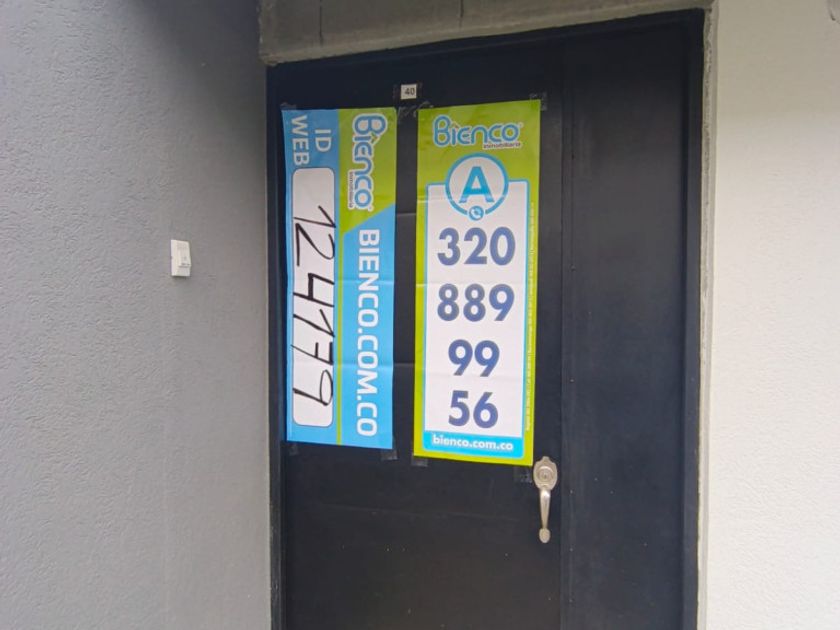 40
ID
WEB
124179
Bienco
inmobiliaria
BIENCO.COM.CO
Bienco
inmobiliaria
A
320
889
99
56
bienco.com.co